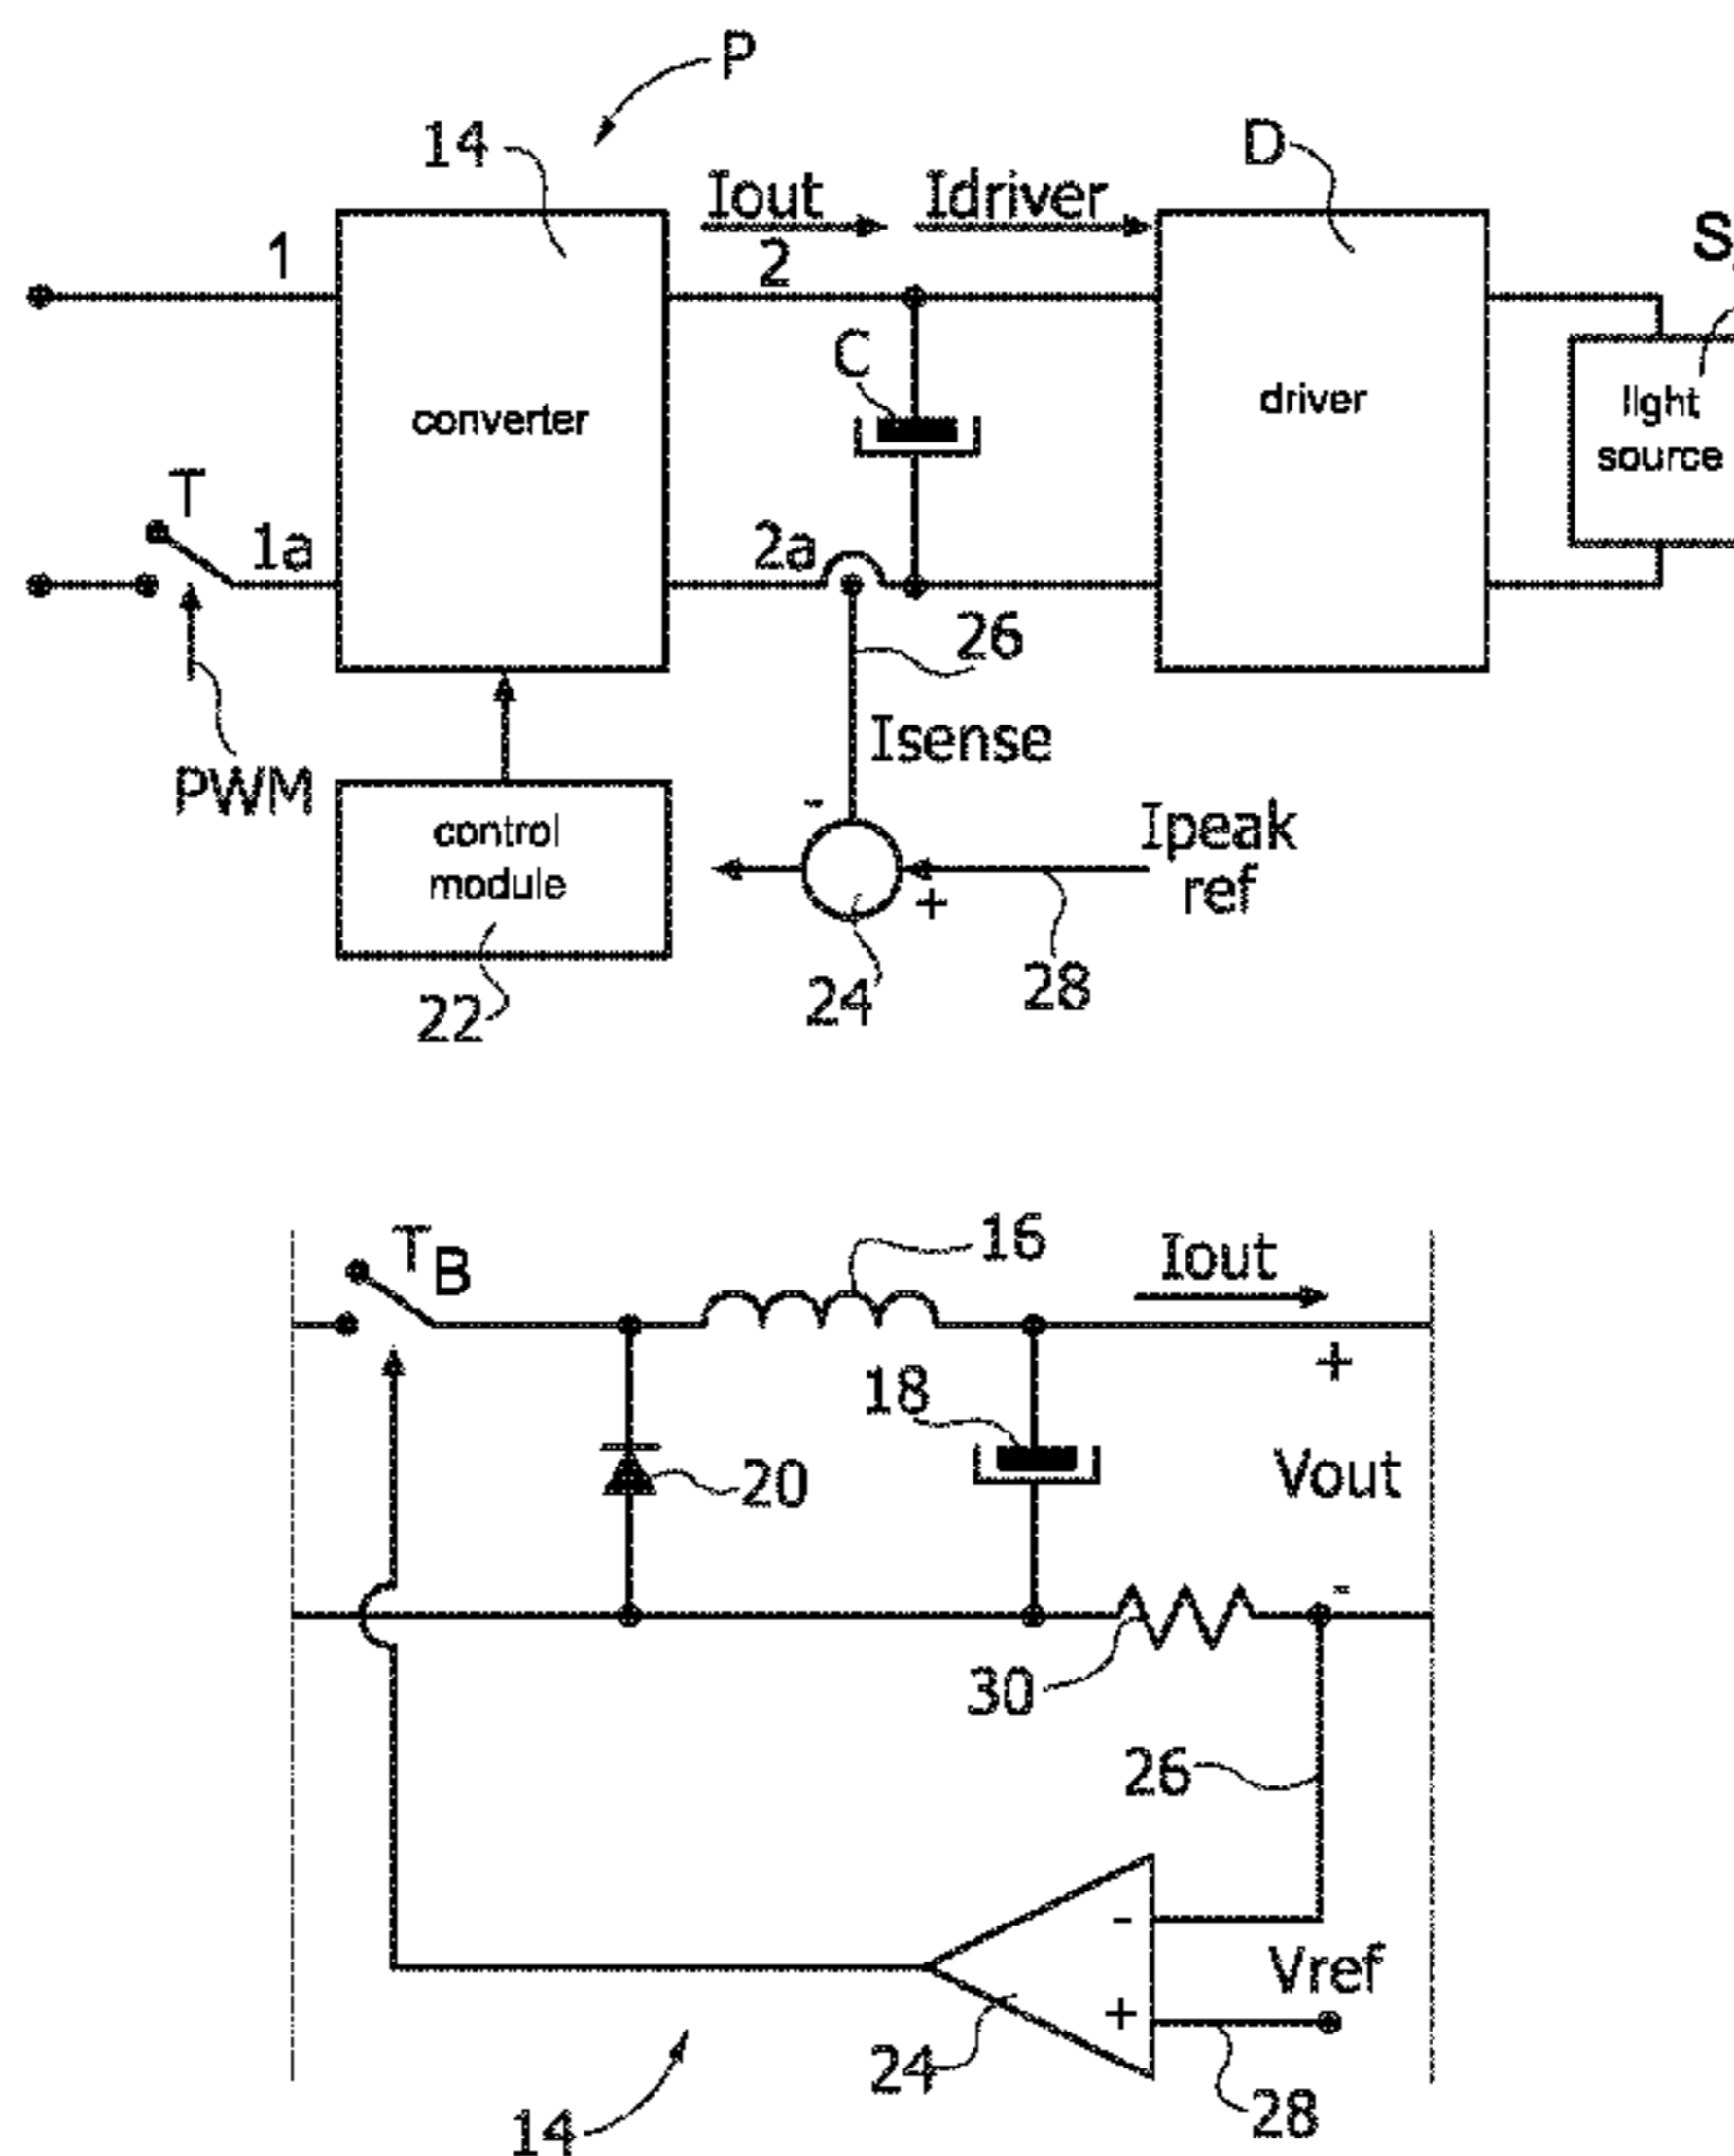 P
14
D
Iout
Idriver
S
1
2
C
converter
driver
light
source
T
1a
2a
26
PWM
control
module
Isense
-
Ipeak
ref
+
22
24
28
TB
16
Iout
+
18
20
Vout
-
30
26
-
Vref
+
24
28
14